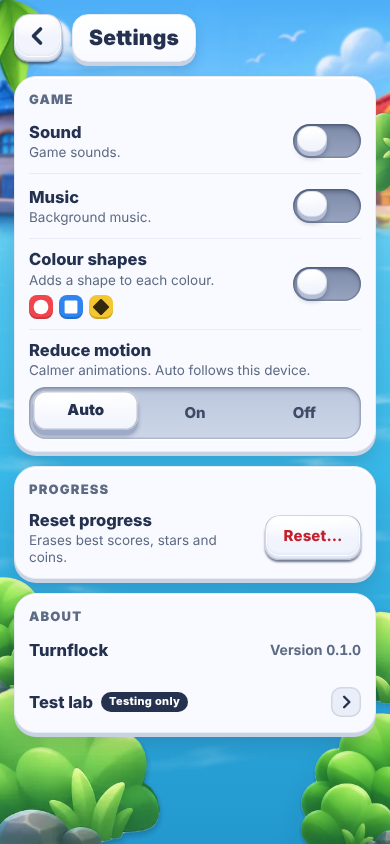 Settings
GAME
Sound
Game sounds.
Music
Background music.
Colour shapes
Adds a shape to each colour.
Reduce motion
Calmer animations. Auto follows this device.
Auto On Off
PROGRESS
Reset progress
Erases best scores, stars and
coins.
Reset...
ABOUT
Turnflock Version 0.1.0
Test lab Testing only